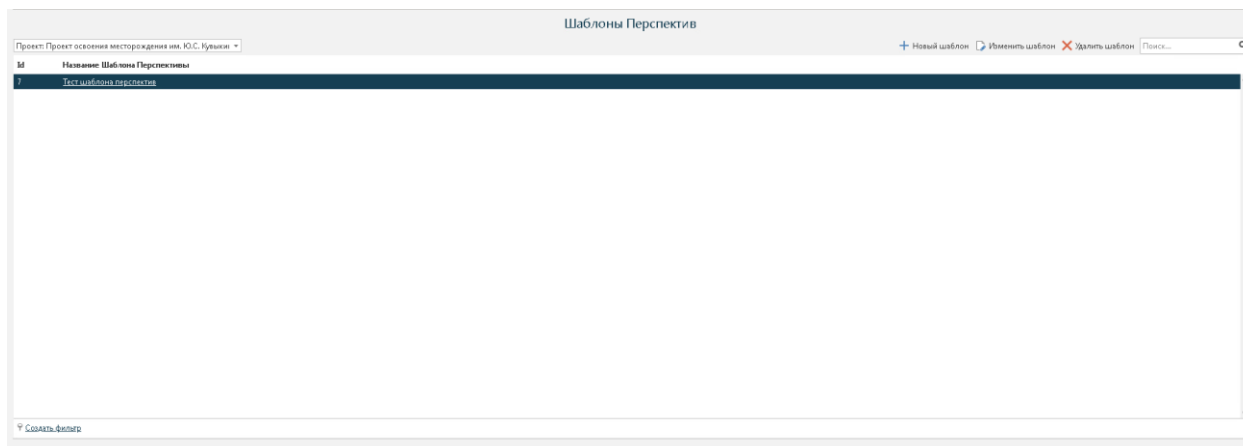 Шаблоны Перспектив
Проект: Проект освоения месторождения им. Ю.С. Кувыкин
Новый шаблон Изменить шаблон Удалить шаблон Поиск...
Id Название Шаблона Перспективы
7 Тест шаблона перспектив
Создать фильтр